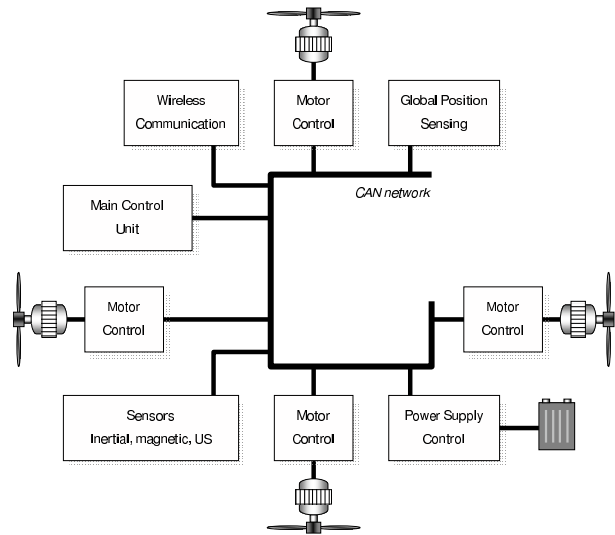 Wireless
Communication
Motor
Control
Global Position
Sensing
CAN network
Main Control
Unit
Motor
Control
Motor
Control
Sensors
Inertial, magnetic, US
Motor
Control
Power Supply
Control